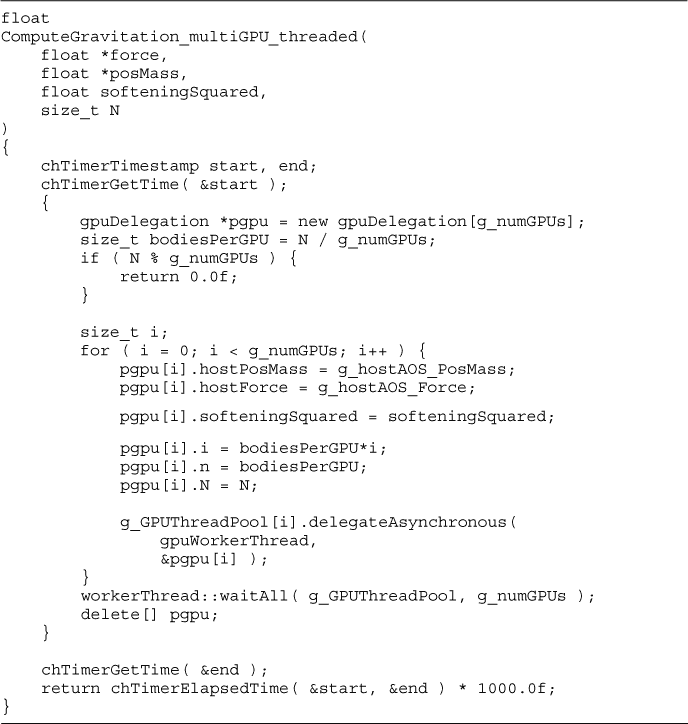 float
ComputeGravitation_multiGPU_threaded(
    float *force,
    float *posMass,
    float softeningSquared,
    size_t N
)
{
    chTimerTimestamp start, end;
    chTimerGetTime( &start );
    {
        gpuDelegation *pgpu = new gpuDelegation[g_numGPUs];
        size_t bodiesPerGPU = N / g_numGPUs;
        if ( N % g_numGPUs ) {
            return 0.0f;
        }

        size_t i;
        for ( i = 0; i < g_numGPUs; i++ ) {
            pgpu[i].hostPosMass = g_hostAOS_PosMass;
            pgpu[i].hostForce = g_hostAOS_Force;

            pgpu[i].softeningSquared = softeningSquared;

            pgpu[i].i = bodiesPerGPU*i;
            pgpu[i].n = bodiesPerGPU;
            pgpu[i].N = N;

            g_GPUThreadPool[i].delegateAsynchronous(
                gpuWorkerThread,
                &pgpu[i] );
        }
        workerThread::waitAll( g_GPUThreadPool, g_numGPUs );
        delete[] pgpu;
    }

    chTimerGetTime( &end );
    return chTimerElapsedTime( &start, &end ) * 1000.0f;
}